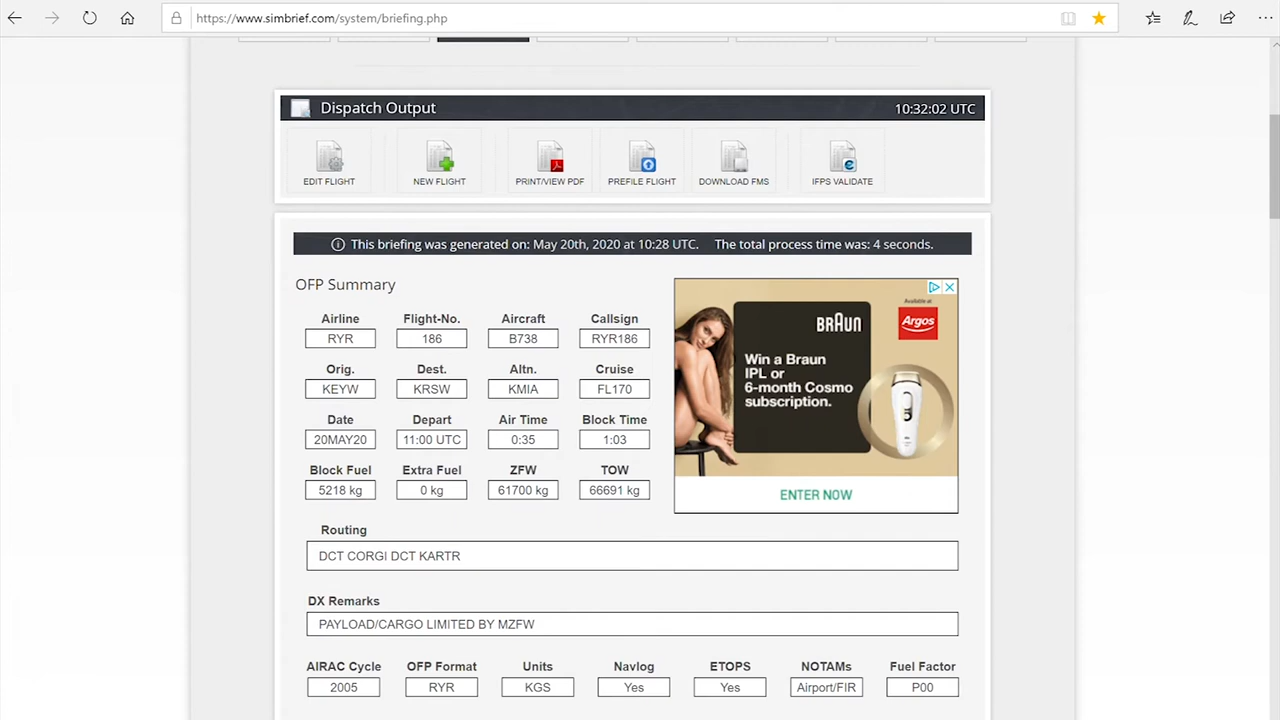 https://www.simbrief.com/system/briefing.php
Dispatch Output
10:32:02 UTC
EDIT FLIGHT
NEW FLIGHT
PRINT/VIEW PDF
PREFILE FLIGHT
DOWNLOAD FMS
IFPS VALIDATE
This briefing was generated on: May 20th, 2020 at 10:28 UTC. The total process time was: 4 seconds.
OFP Summary
Airline Flight-No. Aircraft Callsign
RYR 186 B738 RYR186
Orig. Dest. Altn. Cruise
KEYW KRSW KMIA FL170
Date Depart Air Time Block Time
20MAY20 11:00 UTC 0:35 1:03
Block Fuel Extra Fuel ZFW TOW
5218 kg 0 kg 61700 kg 66691 kg
Available at
Argos
BRAUN
Win a Braun
IPL or
6-month Cosmo
subscription.
ENTER NOW
Routing
DCT CORGI DCT KARTR
DX Remarks
PAYLOAD/CARGO LIMITED BY MZFW
AIRAC Cycle OFP Format Units Navlog ETOPS NOTAMs Fuel Factor
2005 RYR KGS Yes Yes Airport/FIR P00